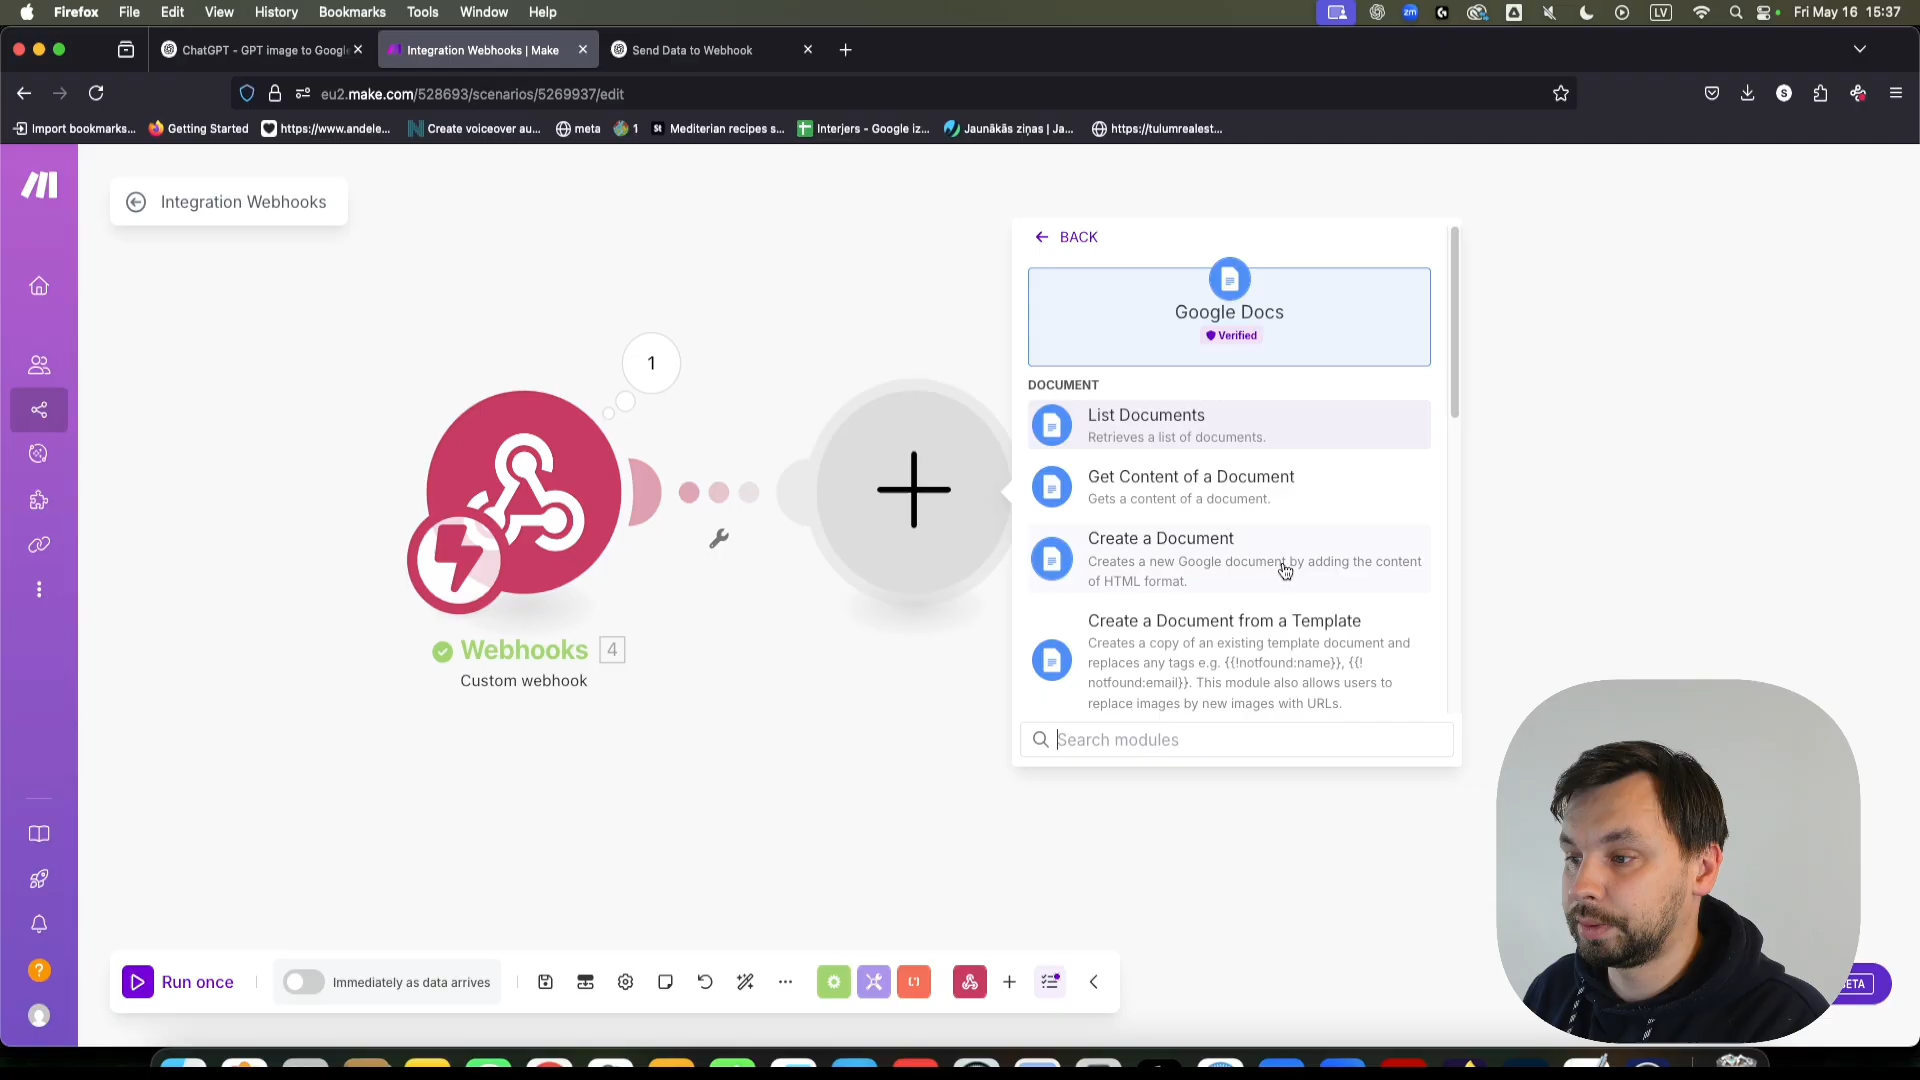 Firefox File Edit View History Bookmarks Tools Window Help
zm LV Fri May 16 15:37
ChatGPT - GPT image to Google
Integration Webhooks | Make
Send Data to Webhook
eu2.make.com/528693/scenarios/5269937/edit
S
Import bookmarks...
Getting Started
https://www.andele...
Create voiceover au...
meta
1
St Mediterian recipes s...
Interjers - Google iz...
Jaunākās ziņas | Ja...
https://tulumrealest...
Integration Webhooks
BACK
Google Docs
Verified
DOCUMENT
List Documents
Retrieves a list of documents.
Get Content of a Document
Gets a content of a document.
Create a Document
Creates a new Google document by adding the content
of HTML format.
Create a Document from a Template
Creates a copy of an existing template document and
replaces any tags e.g. {{!notfound:name}}, {{!
notfound:email}}. This module also allows users to
replace images by new images with URLs.
Search modules
1
Webhooks 4
Custom webhook
Run once
Immediately as data arrives
?